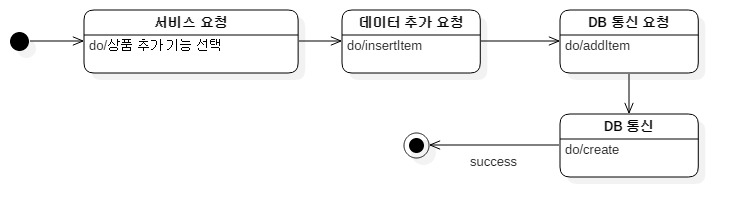 서비스 요청
do/상품 추가 기능 선택
데이터 추가 요청
do/insertItem
DB 통신 요청
do/addItem
DB 통신
do/create
success